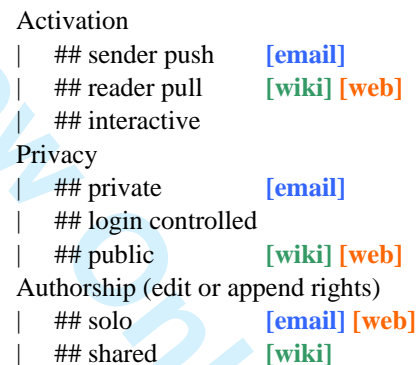 Activation
| ## sender push [email]
| ## reader pull [wiki] [web]
| ## interactive
Privacy
| ## private [email]
| ## login controlled
| ## public [wiki] [web]
Authorship (edit or append rights)
| ## solo [email] [web]
| ## shared [wiki]